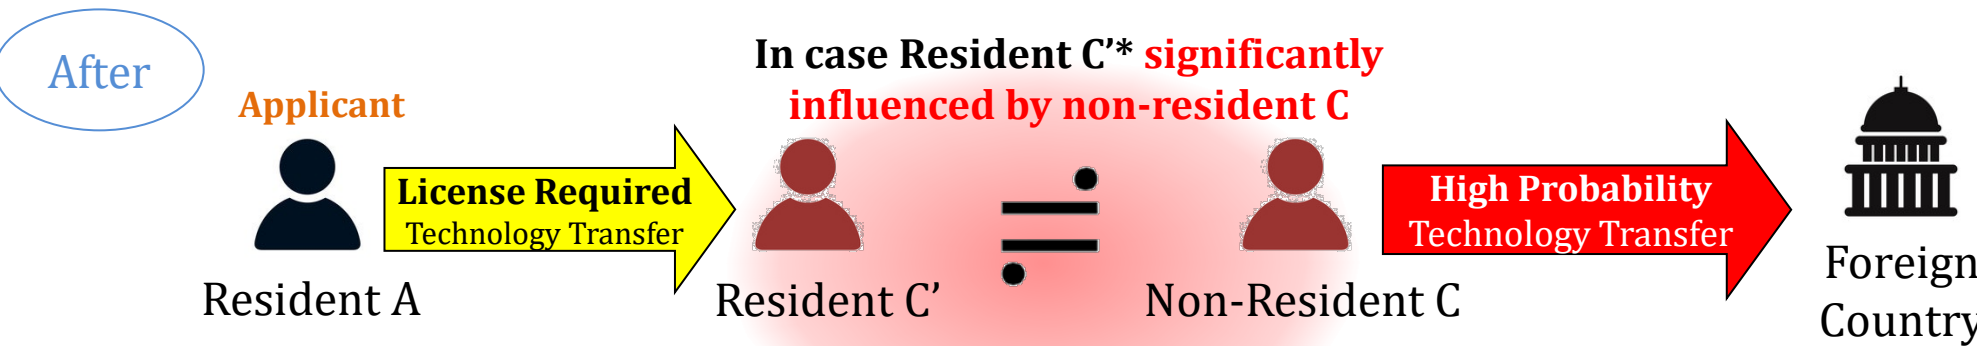 After
In case Resident C’* significantly
influenced by non-resident C
Applicant
License Required
Technology Transfer
High Probability
Technology Transfer
Resident A
Resident C’
≒
Non-Resident C
Foreign
Country